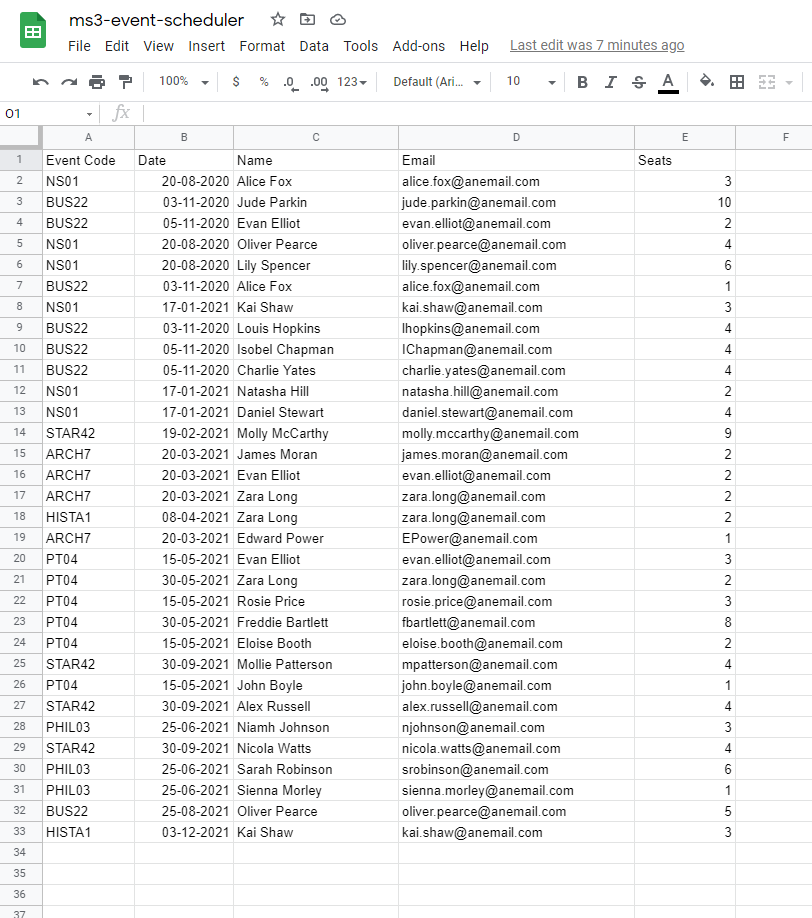 ms3-event-scheduler
File Edit View Insert Format Data Tools Add-ons Help Last edit was 7 minutes ago
100% $ % .0 .00 123 Default (Ari... 10 B I S A
O1 fx
A B C D E F
1 Event Code Date Name Email Seats
2 NS01 20-08-2020 Alice Fox alice.fox@anemail.com 3
3 BUS22 03-11-2020 Jude Parkin jude.parkin@anemail.com 10
4 BUS22 05-11-2020 Evan Elliot evan.elliot@anemail.com 2
5 NS01 20-08-2020 Oliver Pearce oliver.pearce@anemail.com 4
6 NS01 20-08-2020 Lily Spencer lily.spencer@anemail.com 6
7 BUS22 03-11-2020 Alice Fox alice.fox@anemail.com 1
8 NS01 17-01-2021 Kai Shaw kai.shaw@anemail.com 3
9 BUS22 03-11-2020 Louis Hopkins lhopkins@anemail.com 4
10 BUS22 05-11-2020 Isobel Chapman IChapman@anemail.com 4
11 BUS22 05-11-2020 Charlie Yates charlie.yates@anemail.com 4
12 NS01 17-01-2021 Natasha Hill natasha.hill@anemail.com 2
13 NS01 17-01-2021 Daniel Stewart daniel.stewart@anemail.com 4
14 STAR42 19-02-2021 Molly McCarthy molly.mccarthy@anemail.com 9
15 ARCH7 20-03-2021 James Moran james.moran@anemail.com 2
16 ARCH7 20-03-2021 Evan Elliot evan.elliot@anemail.com 2
17 ARCH7 20-03-2021 Zara Long zara.long@anemail.com 2
18 HISTA1 08-04-2021 Zara Long zara.long@anemail.com 2
19 ARCH7 20-03-2021 Edward Power EPower@anemail.com 1
20 PT04 15-05-2021 Evan Elliot evan.elliot@anemail.com 3
21 PT04 30-05-2021 Zara Long zara.long@anemail.com 2
22 PT04 15-05-2021 Rosie Price rosie.price@anemail.com 3
23 PT04 30-05-2021 Freddie Bartlett fbartlett@anemail.com 8
24 PT04 15-05-2021 Eloise Booth eloise.booth@anemail.com 2
25 STAR42 30-09-2021 Mollie Patterson mpatterson@anemail.com 4
26 PT04 15-05-2021 John Boyle john.boyle@anemail.com 1
27 STAR42 30-09-2021 Alex Russell alex.russell@anemail.com 4
28 PHIL03 25-06-2021 Niamh Johnson njohnson@anemail.com 3
29 STAR42 30-09-2021 Nicola Watts nicola.watts@anemail.com 4
30 PHIL03 25-06-2021 Sarah Robinson srobinson@anemail.com 6
31 PHIL03 25-06-2021 Sienna Morley sienna.morley@anemail.com 1
32 BUS22 25-08-2021 Oliver Pearce oliver.pearce@anemail.com 5
33 HISTA1 03-12-2021 Kai Shaw kai.shaw@anemail.com 3
34
35
36
37